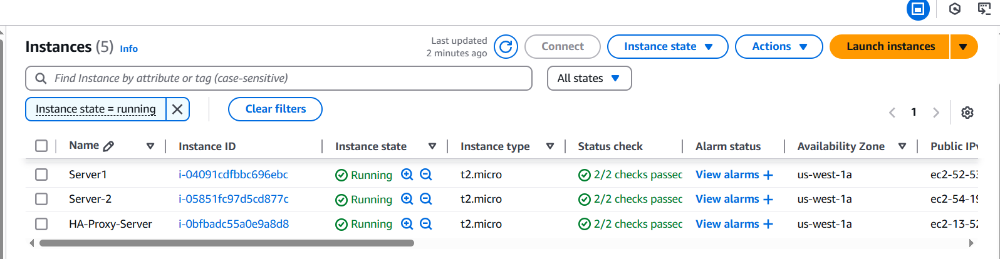 Instances (5) Info
Last updated
2 minutes ago
Connect
Instance state
Actions
Launch instances
Find Instance by attribute or tag (case-sensitive)
All states
Instance state = running
Clear filters
1
Name Instance ID Instance state Instance type Status check Alarm status Availability Zone Public IPv
Server1 i-04091cdfbbc696ebc Running t2.micro 2/2 checks passed View alarms + us-west-1a ec2-52-53
Server-2 i-05851fc97d5cd877c Running t2.micro 2/2 checks passed View alarms + us-west-1a ec2-54-19
HA-Proxy-Server i-0bfbadc55a0e9a8d8 Running t2.micro 2/2 checks passed View alarms + us-west-1a ec2-13-52